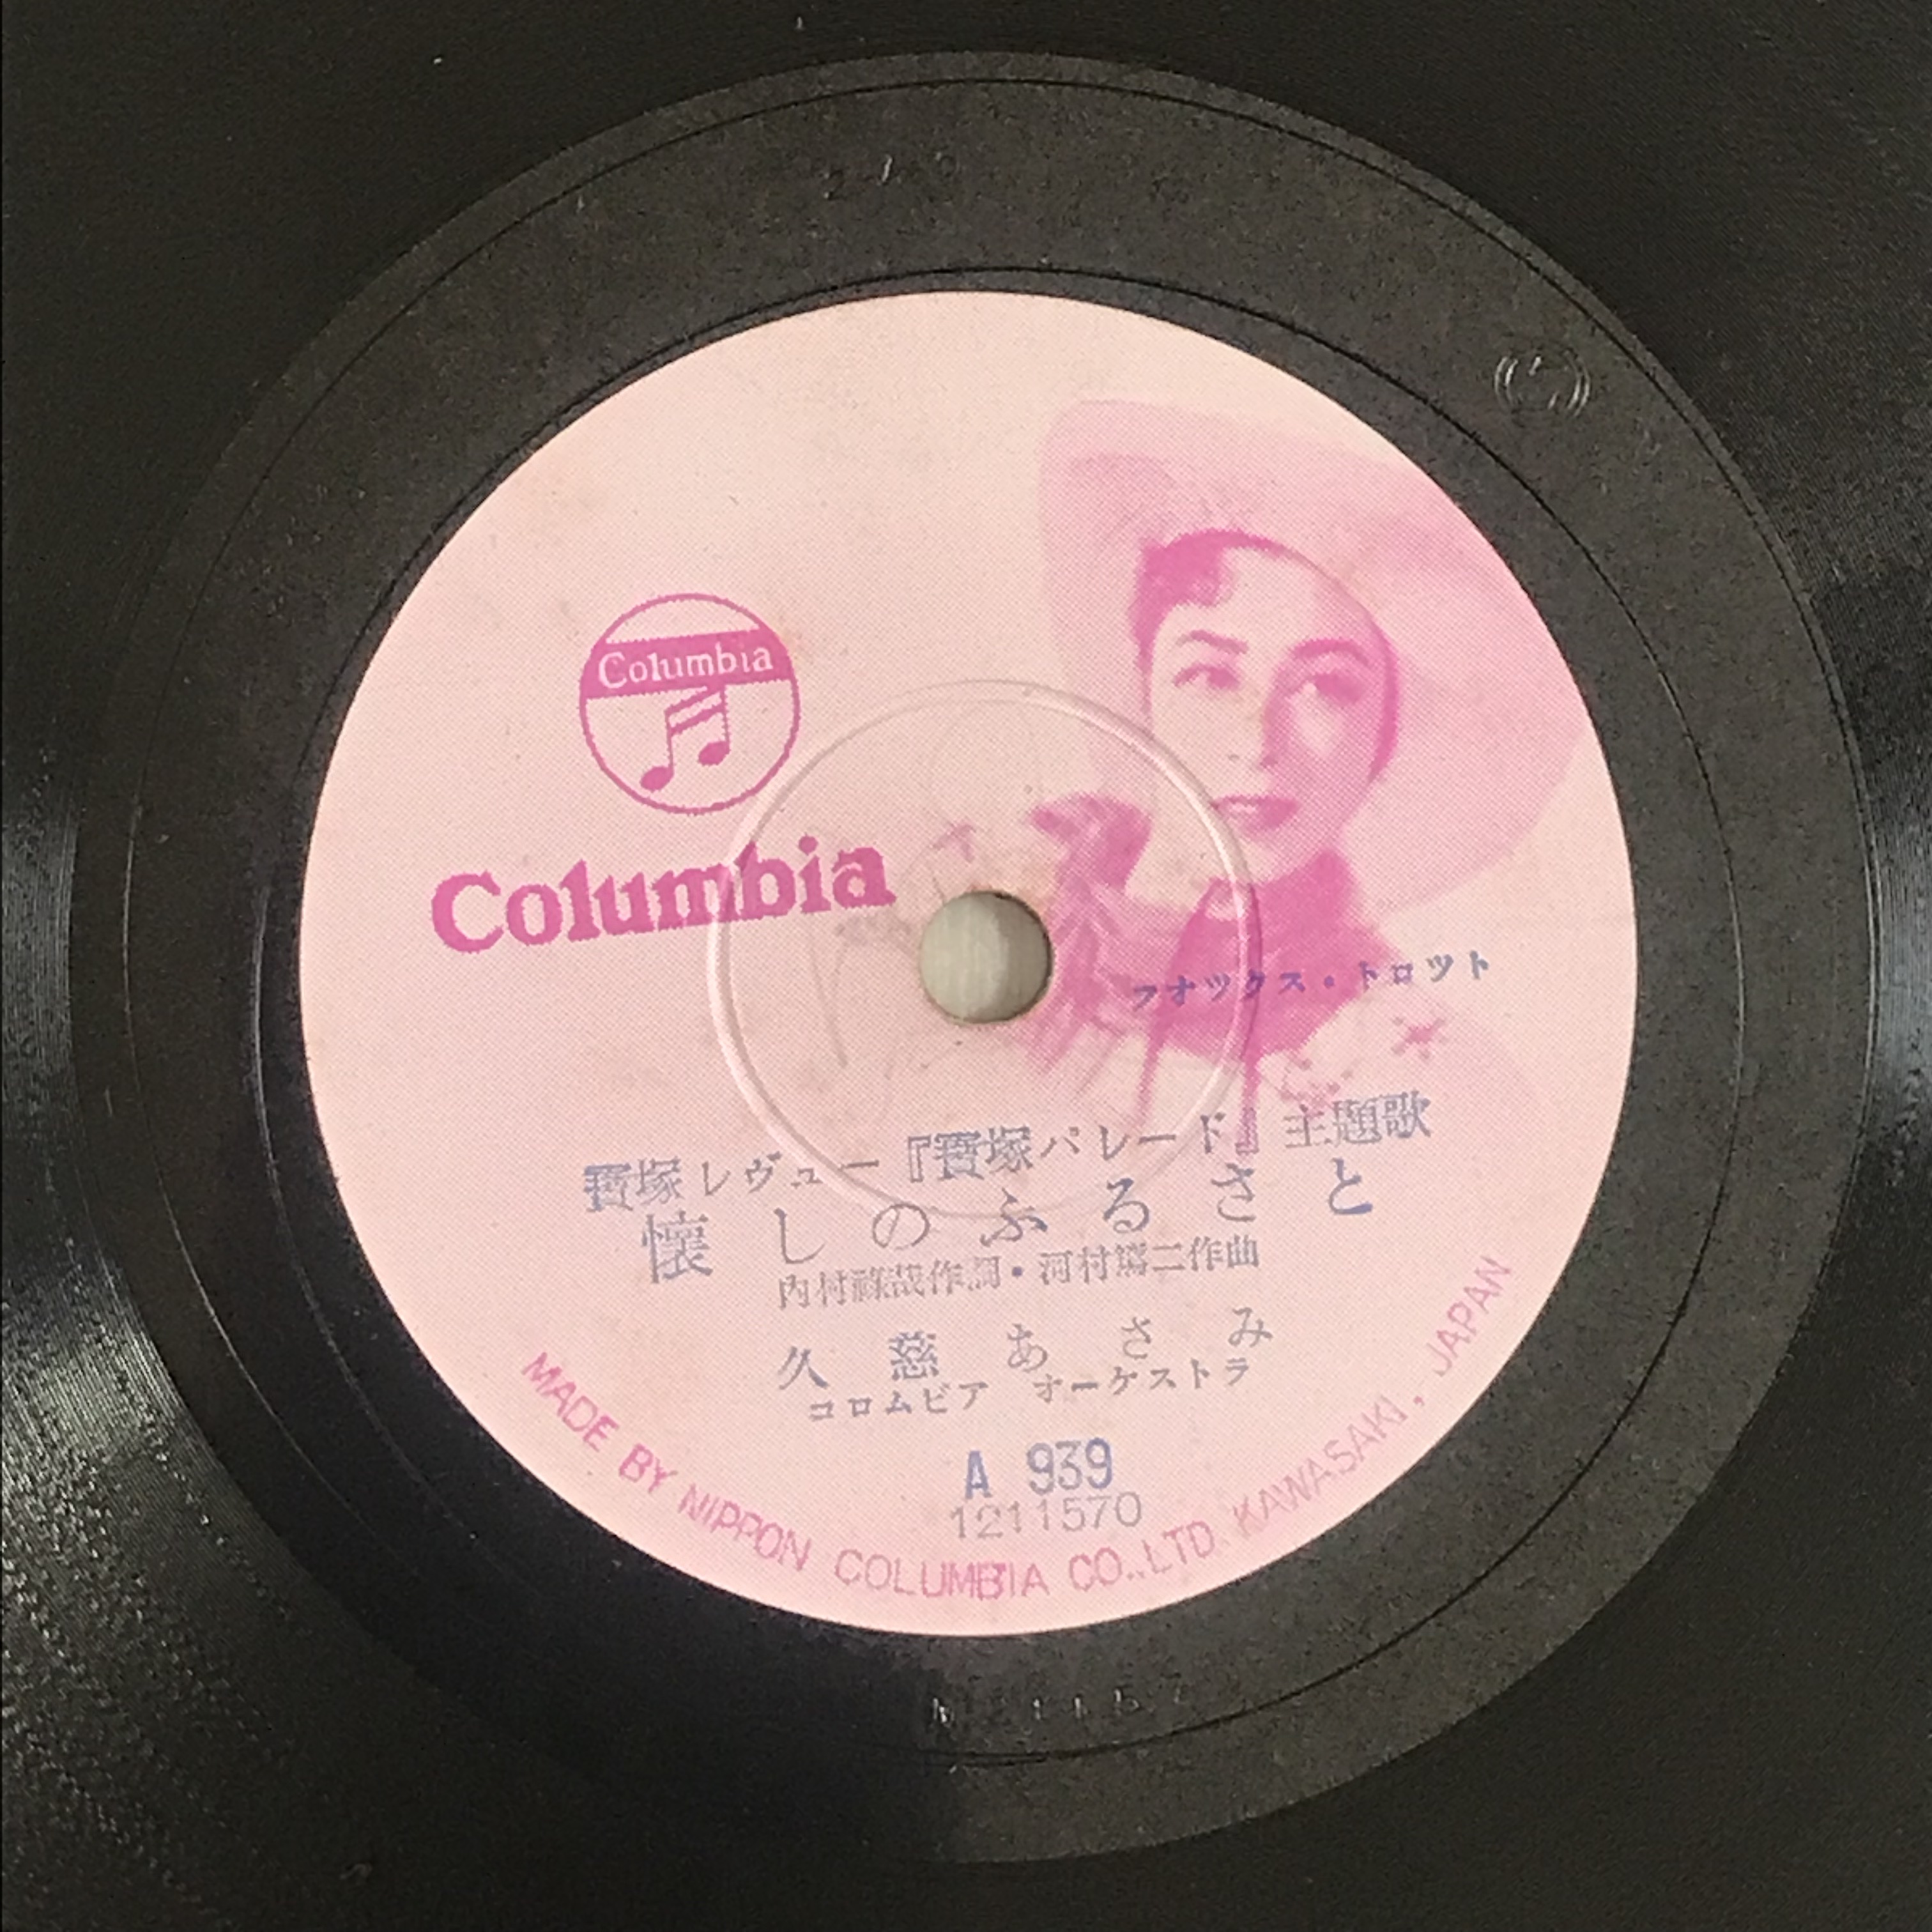 Columbia
Columbia
フオツクス・トロツト
寶塚レヴュー『寶塚パレード』主題歌
懐しのふるさと
内村祿哉作詞・河村篤二作曲
久慈あさみ
コロムビア オーケストラ
A 939
1211570
MADE BY NIPPON COLUMBIA CO.,LTD. KAWASAKI, JAPAN